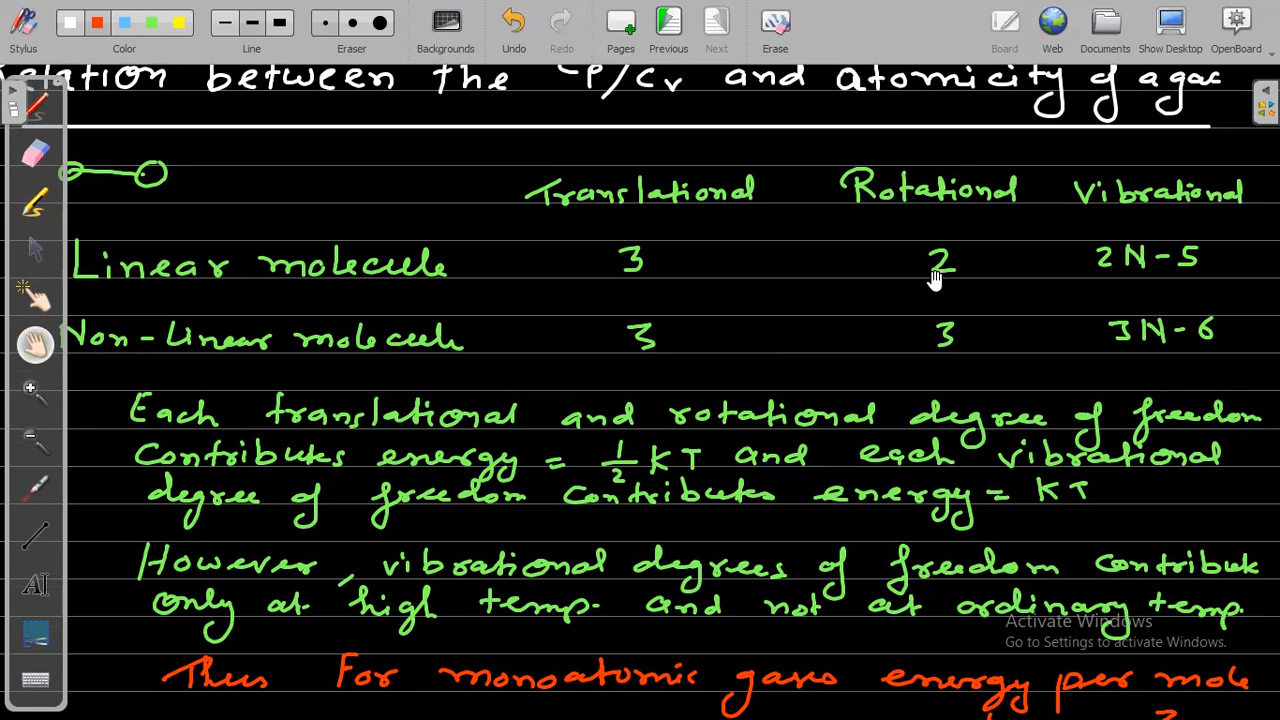 Stylus
Color
Line
Eraser
Backgrounds
Undo
Redo
Pages
Previous
Next
Erase
Board
Web
Documents
Show Desktop
OpenBoard
Relation between the CP/CV and atomicity of a gas
Translational Rotational Vibrational
Linear molecule 3 2 2N-5
Non-Linear molecule 3 3 3N-6
Each translational and rotational degree of freedom
Contributes energy = 1/2 KT and each vibrational
degree of freedom contributes energy = KT
However, vibrational degrees of freedom contribute
only at high temp. and not at ordinary temp.
Activate Windows
Go to Settings to activate Windows.
Thus For monoatomic gases energy per mole